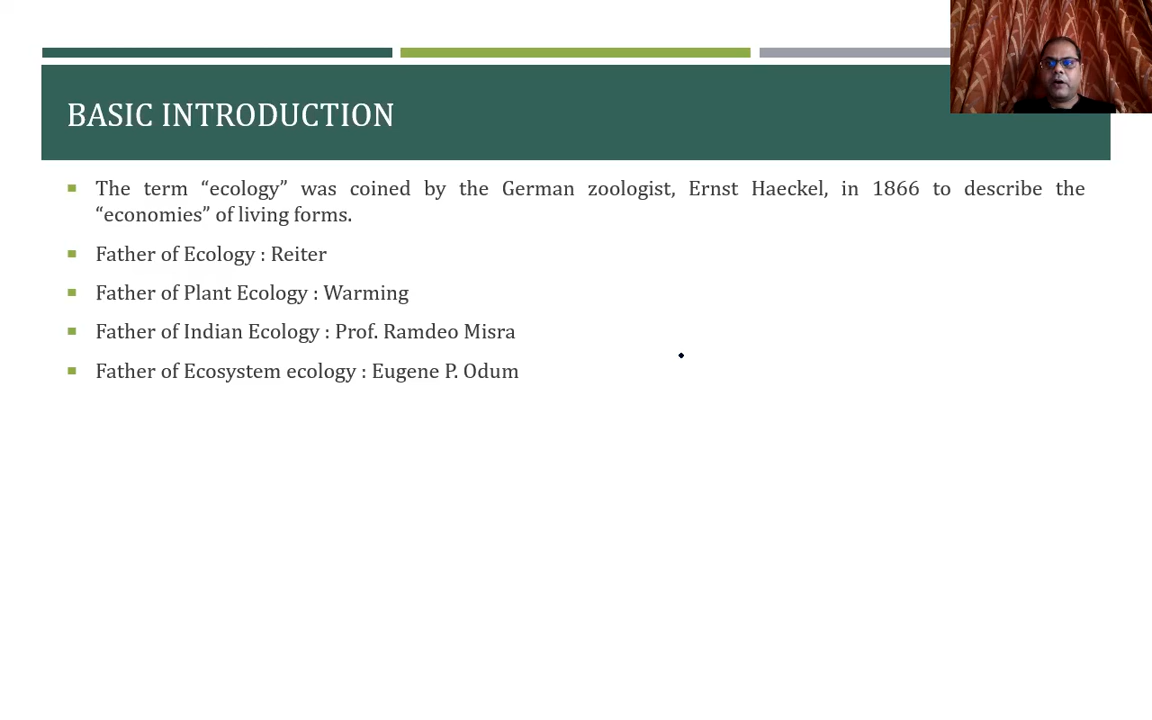 BASIC INTRODUCTION
The term “ecology” was coined by the German zoologist, Ernst Haeckel, in 1866 to describe the
“economies” of living forms.
Father of Ecology : Reiter
Father of Plant Ecology : Warming
Father of Indian Ecology : Prof. Ramdeo Misra
Father of Ecosystem ecology : Eugene P. Odum